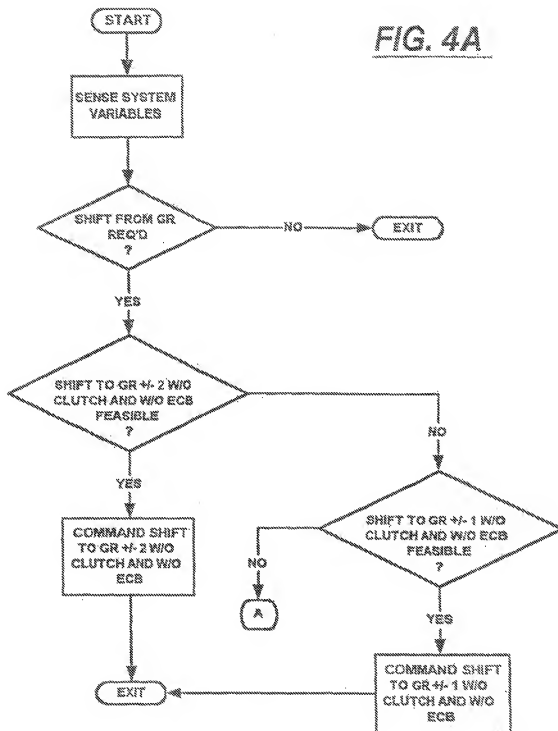 START
FIG. 4A
SENSE SYSTEM
VARIABLES
SHIFT FROM GR
REQ'D
?
NO
EXIT
YES
SHIFT TO GR +/- 2 W/O
CLUTCH AND W/O ECB
FEASIBLE
?
NO
YES
SHIFT TO GR +/- 1 W/O
CLUTCH AND W/O ECB
FEASIBLE
?
COMMAND SHIFT
TO GR +/- 2 W/O
CLUTCH AND W/O
ECB
NO
A
YES
COMMAND SHIFT
TO GR +/- 1 W/O
CLUTCH AND W/O
ECB
EXIT